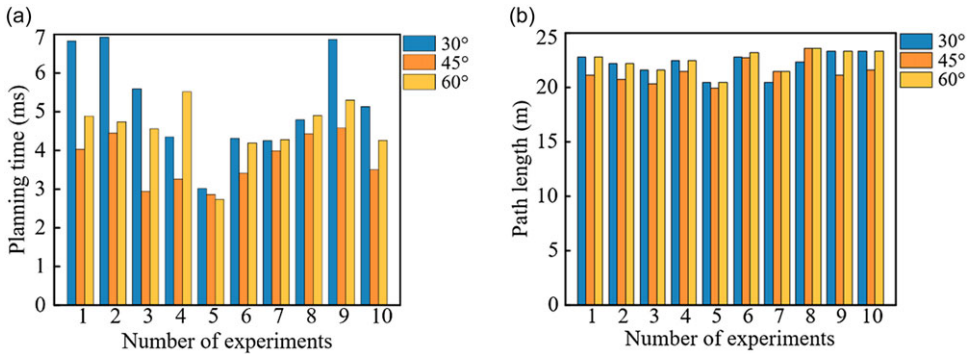 (a)
Planning time (ms)
7
6
5
4
3
2
1
0
1 2 3 4 5 6 7 8 9 10
Number of experiments
30°
45°
60°
(b)
Path length (m)
25
20
15
10
5
0
1 2 3 4 5 6 7 8 9 10
Number of experiments
30°
45°
60°